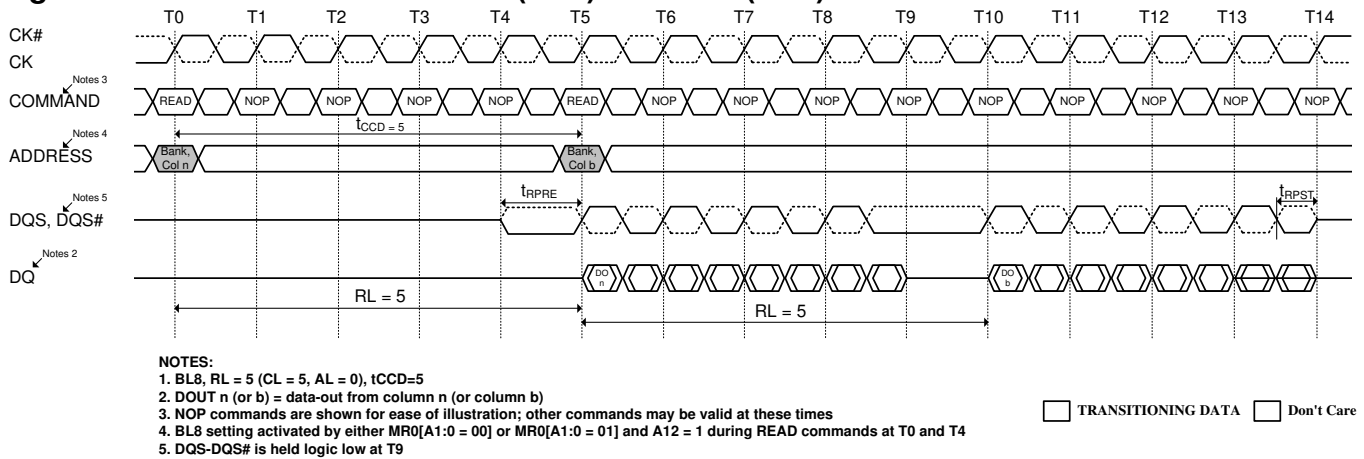 T0 T1 T2 T3 T4 T5 T6 T7 T8 T9 T10 T11 T12 T13 T14
CK#
CK
Notes 3
COMMAND READ NOP NOP NOP NOP READ NOP NOP NOP NOP NOP NOP NOP NOP NOP
tCCD = 5
Notes 4
ADDRESS Bank, Col n Bank, Col b
tRPRE tRPST
Notes 5
DQS, DQS#
Notes 2
DQ DO n DO b
RL = 5 RL = 5
NOTES:
1. BL8, RL = 5 (CL = 5, AL = 0), tCCD=5
2. DOUT n (or b) = data-out from column n (or column b)
3. NOP commands are shown for ease of illustration; other commands may be valid at these times
4. BL8 setting activated by either MR0[A1:0 = 00] or MR0[A1:0 = 01] and A12 = 1 during READ commands at T0 and T4
5. DQS-DQS# is held logic low at T9
TRANSITIONING DATA Don't Care